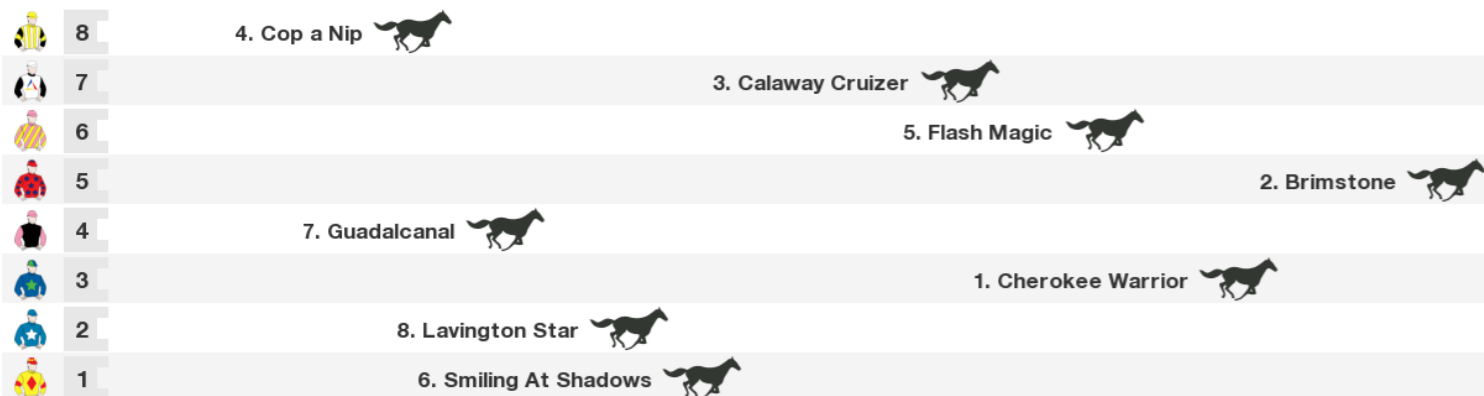 8 4. Cop a Nip
7 3. Calaway Cruizer
6 5. Flash Magic
5 2. Brimstone
4 7. Guadalcanal
3 1. Cherokee Warrior
2 8. Lavington Star
1 6. Smiling At Shadows